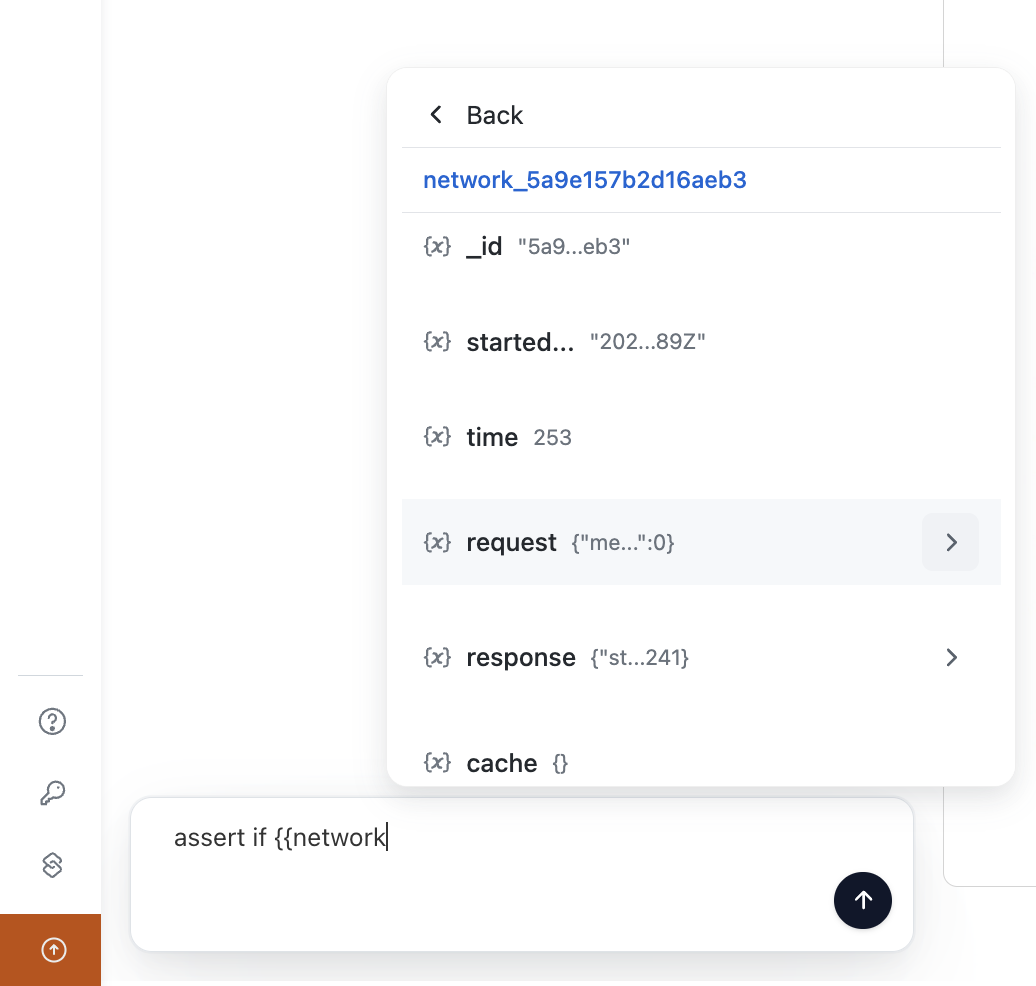 Back
network_5a9e157b2d16aeb3
{x} _id "5a9...eb3"
{x} started... "202...89Z"
{x} time 253
{x} request {"me...":0}
{x} response {"st...241}
{x} cache {}
assert if {{network